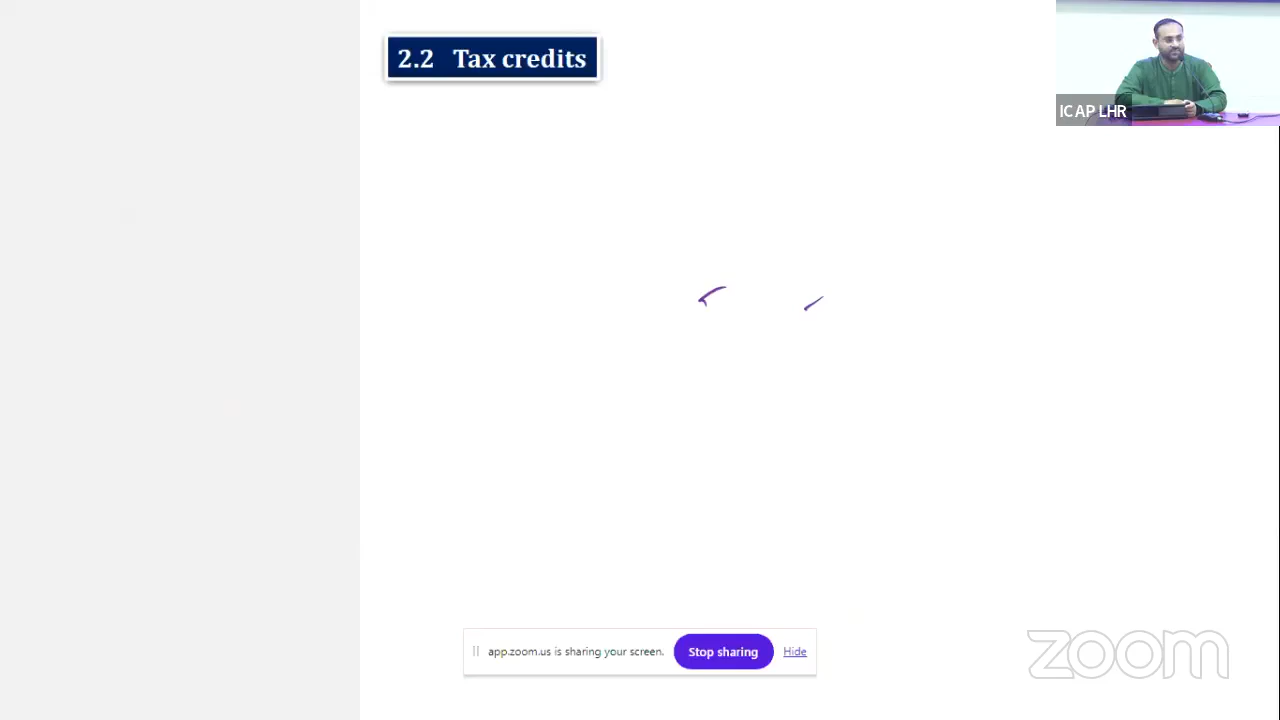 2.2 Tax credits
ICAP LHR
app.zoom.us is sharing your screen. Stop sharing Hide
zoom